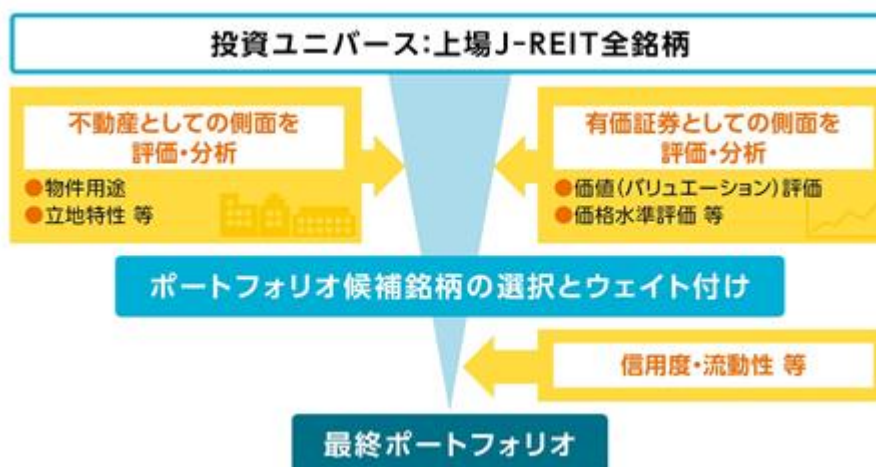 投資ユニバース:上場J-REIT全銘柄
不動産としての側面を
評価・分析
●物件用途
●立地特性 等
有価証券としての側面を
評価・分析
●価値(バリュエーション)評価
●価格水準評価 等
ポートフォリオ候補銘柄の選択とウェイト付け
信用度・流動性 等
最終ポートフォリオ